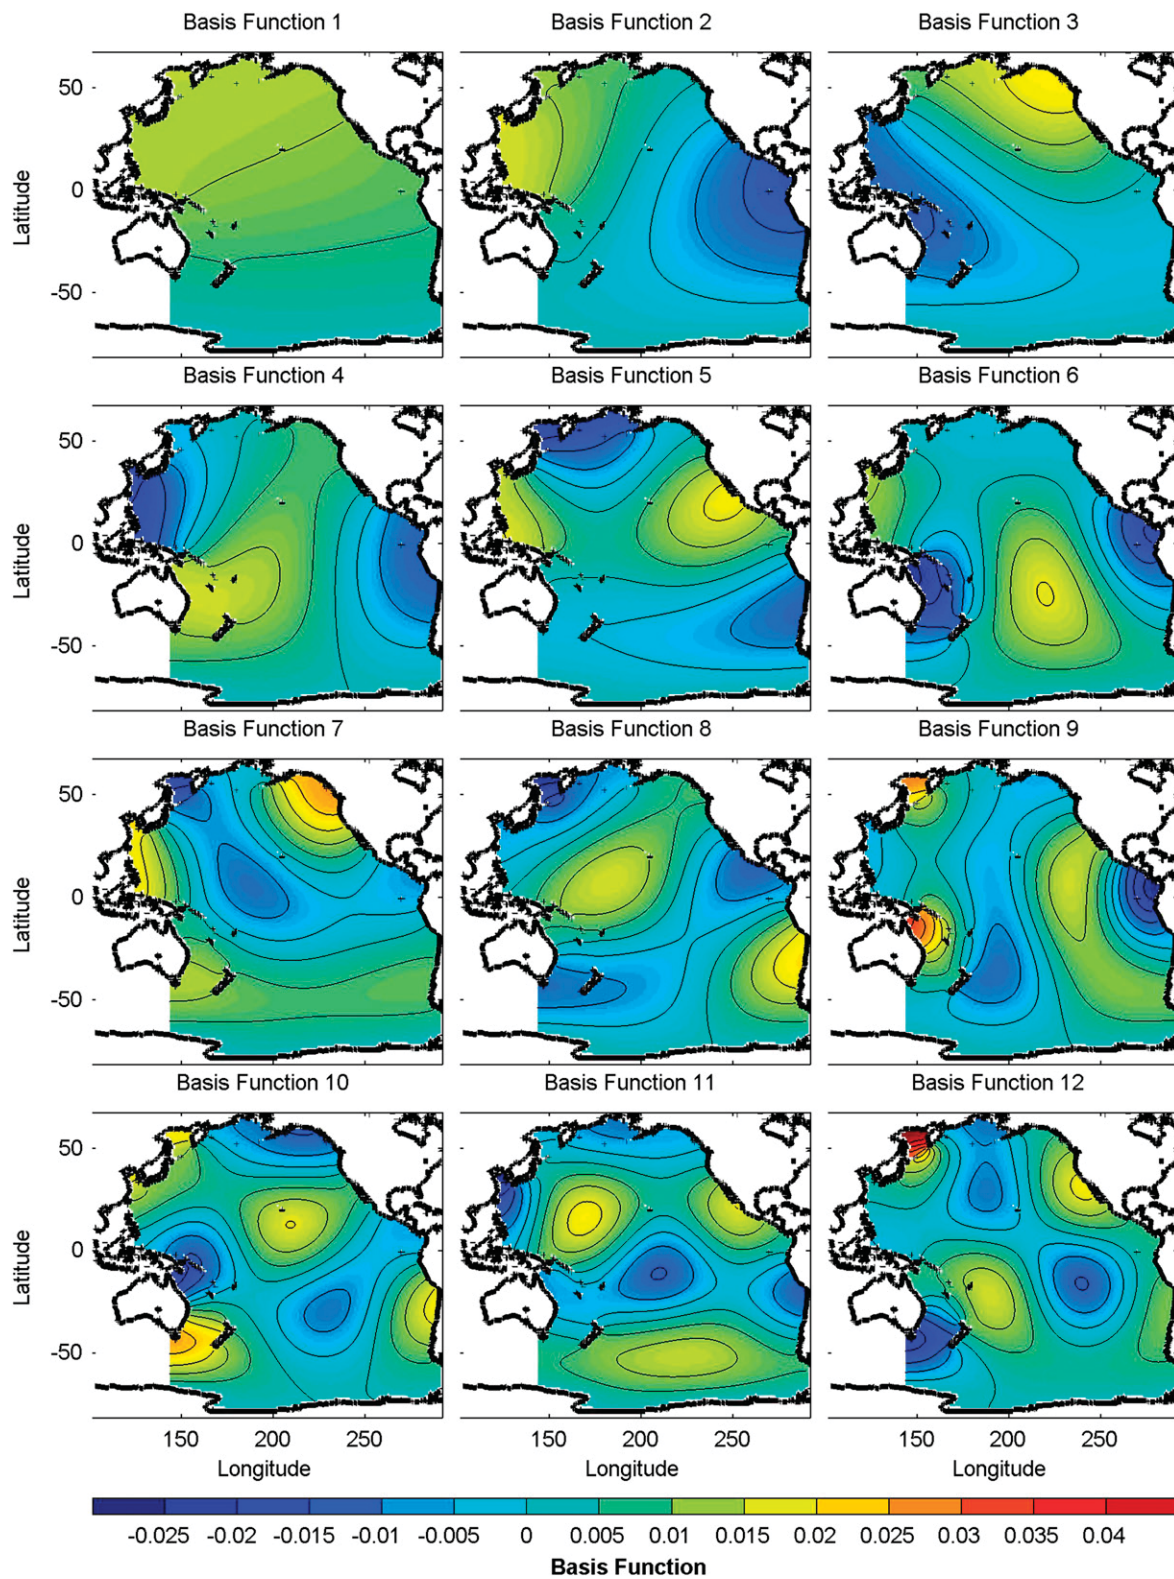 Basis Function 1 Basis Function 2 Basis Function 3
50
0
-50
Latitude
Basis Function 4 Basis Function 5 Basis Function 6
50
0
-50
Latitude
Basis Function 7 Basis Function 8 Basis Function 9
50
0
-50
Latitude
Basis Function 10 Basis Function 11 Basis Function 12
50
0
-50
Latitude
150 200 250 150 200 250 150 200 250
Longitude Longitude Longitude
-0.025 -0.02 -0.015 -0.01 -0.005 0 0.005 0.01 0.015 0.02 0.025 0.03 0.035 0.04
Basis Function